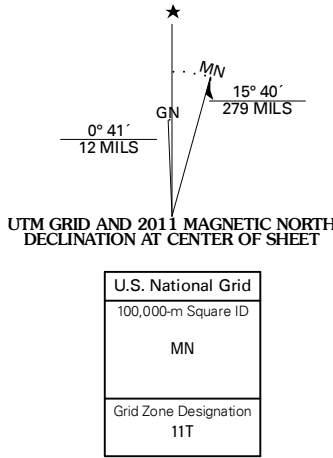 MN
15° 40´
279 MILS
GN
0° 41´
12 MILS
UTM GRID AND 2011 MAGNETIC NORTH
DECLINATION AT CENTER OF SHEET
U.S. National Grid
100,000-m Square ID
MN
Grid Zone Designation
11T